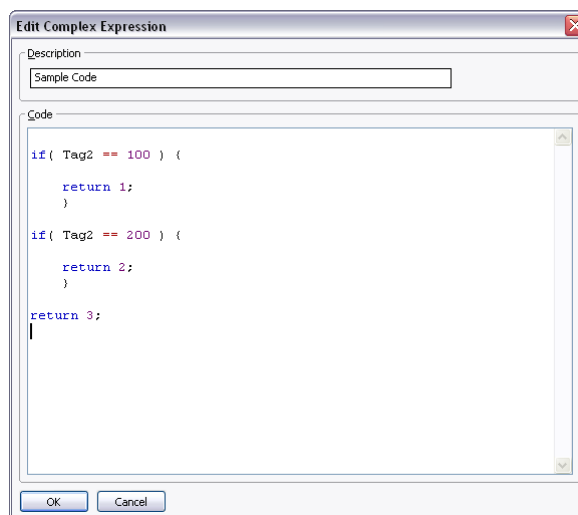 Edit Complex Expression
Description
Sample Code
Code
if( Tag2 == 100 ) {
return 1;
}
if( Tag2 == 200 ) {
return 2;
}
return 3;
OK
Cancel